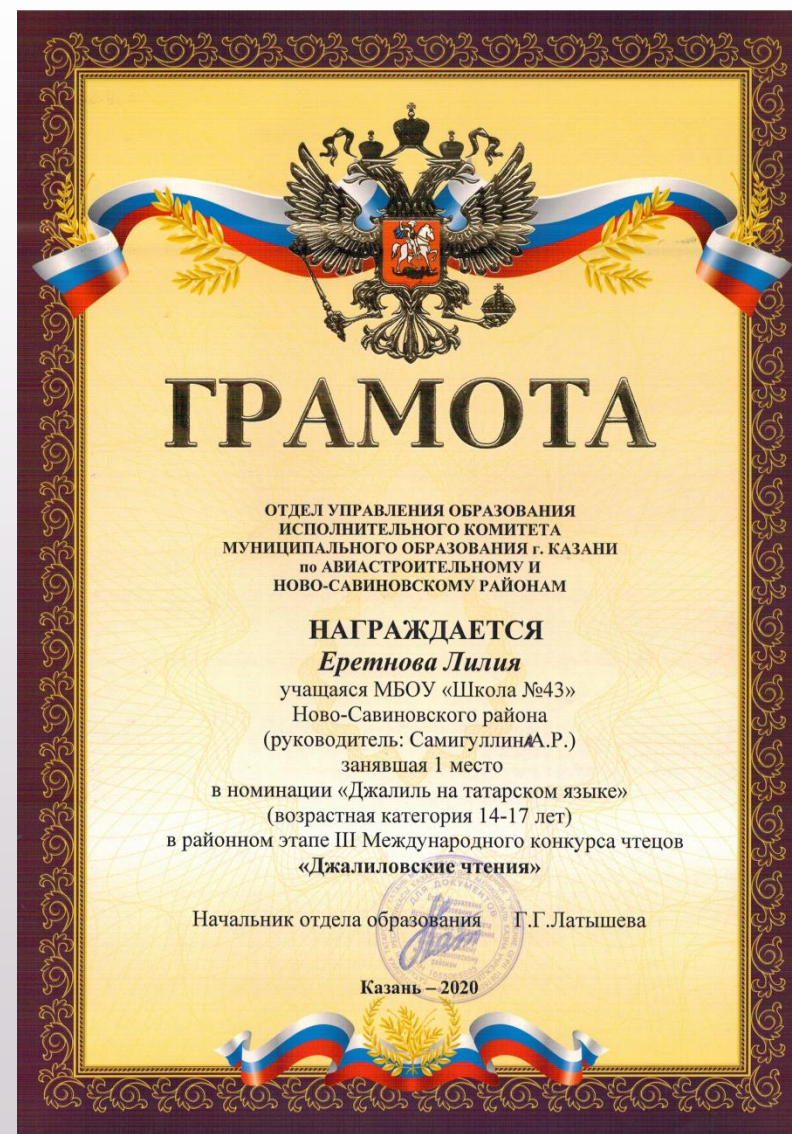 ГРАМОТА
ОТДЕЛ УПРАВЛЕНИЯ ОБРАЗОВАНИЯ
ИСПОЛНИТЕЛЬНОГО КОМИТЕТА
МУНИЦИПАЛЬНОГО ОБРАЗОВАНИЯ г. КАЗАНИ
по АВИАСТРОИТЕЛЬНОМУ И
НОВО-САВИНОВСКОМУ РАЙОНАМ
НАГРАЖДАЕТСЯ
Еретнова Лилия
учащаяся МБОУ «Школа №43»
Ново-Савиновского района
(руководитель: Самигуллина А.Р.)
занявшая 1 место
в номинации «Джалиль на татарском языке»
(возрастная категория 14-17 лет)
в районном этапе III Международного конкурса чтецов
«Джалиловские чтения»
ДЛЯ ДОКУМЕНТОВ
Начальник отдела образования Г.Г.Латышева
Казань – 2020